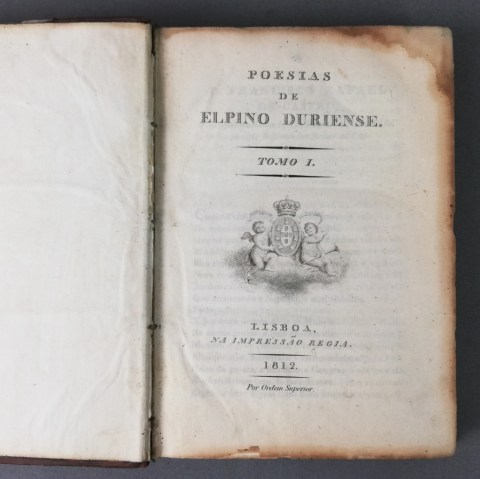 POESIAS
DE
ELPINO DURIENSE.
TOMO I.
LISBOA,
NA IMPRESSÃO REGIA.
1812.
Por Ordem Superior.